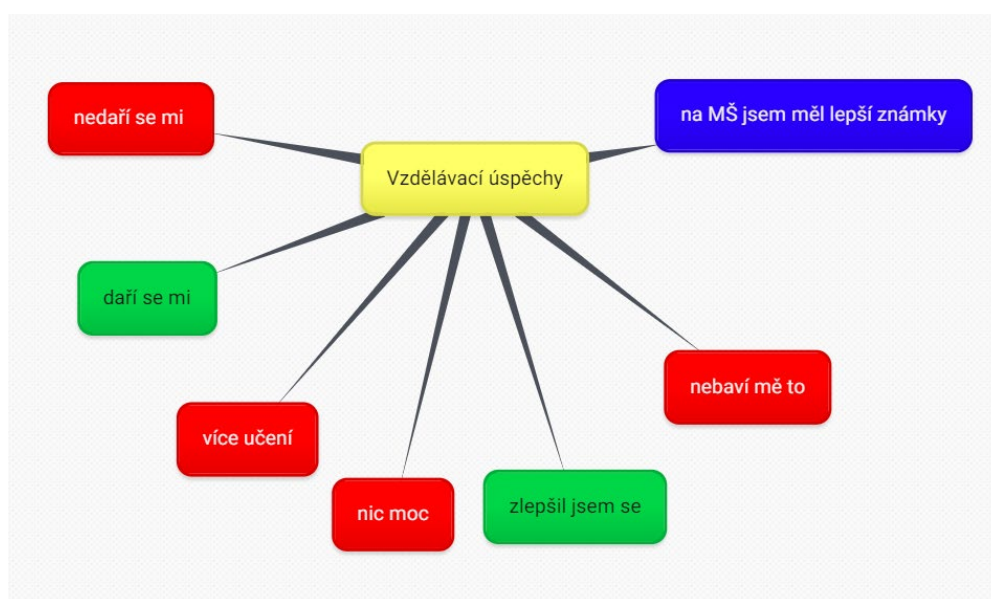 nedaří se mi
na MŠ jsem měl lepší známky
Vzdělávací úspěchy
daří se mi
nebaví mě to
více učení
nic moc
zlepšil jsem se